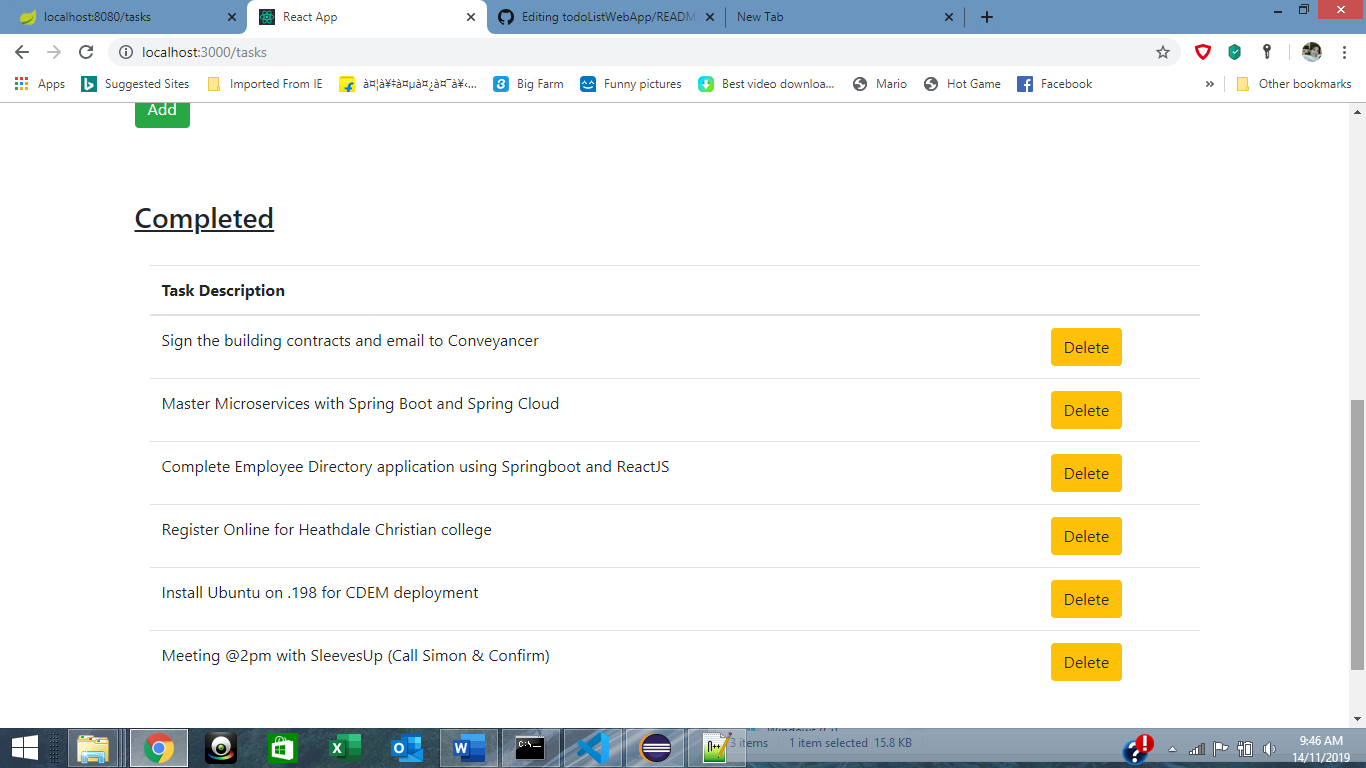 localhost:8080/tasks
React App
Editing todoListWebApp/READM
New Tab
localhost:3000/tasks
Apps
Suggested Sites
Imported From IE
à¤¦à¥‡à¤µà¤¿à¤¯à¥‹...
Big Farm
Funny pictures
Best video downloa...
Mario
Hot Game
Facebook
»
Other bookmarks
Add
Completed
Task Description
Sign the building contracts and email to Conveyancer
Delete
Master Microservices with Spring Boot and Spring Cloud
Delete
Complete Employee Directory application using Springboot and ReactJS
Delete
Register Online for Heathdale Christian college
Delete
Install Ubuntu on .198 for CDEM deployment
Delete
Meeting @2pm with SleevesUp (Call Simon & Confirm)
Delete
3 items
1 item selected 15.8 KB
9:46 AM
14/11/2019